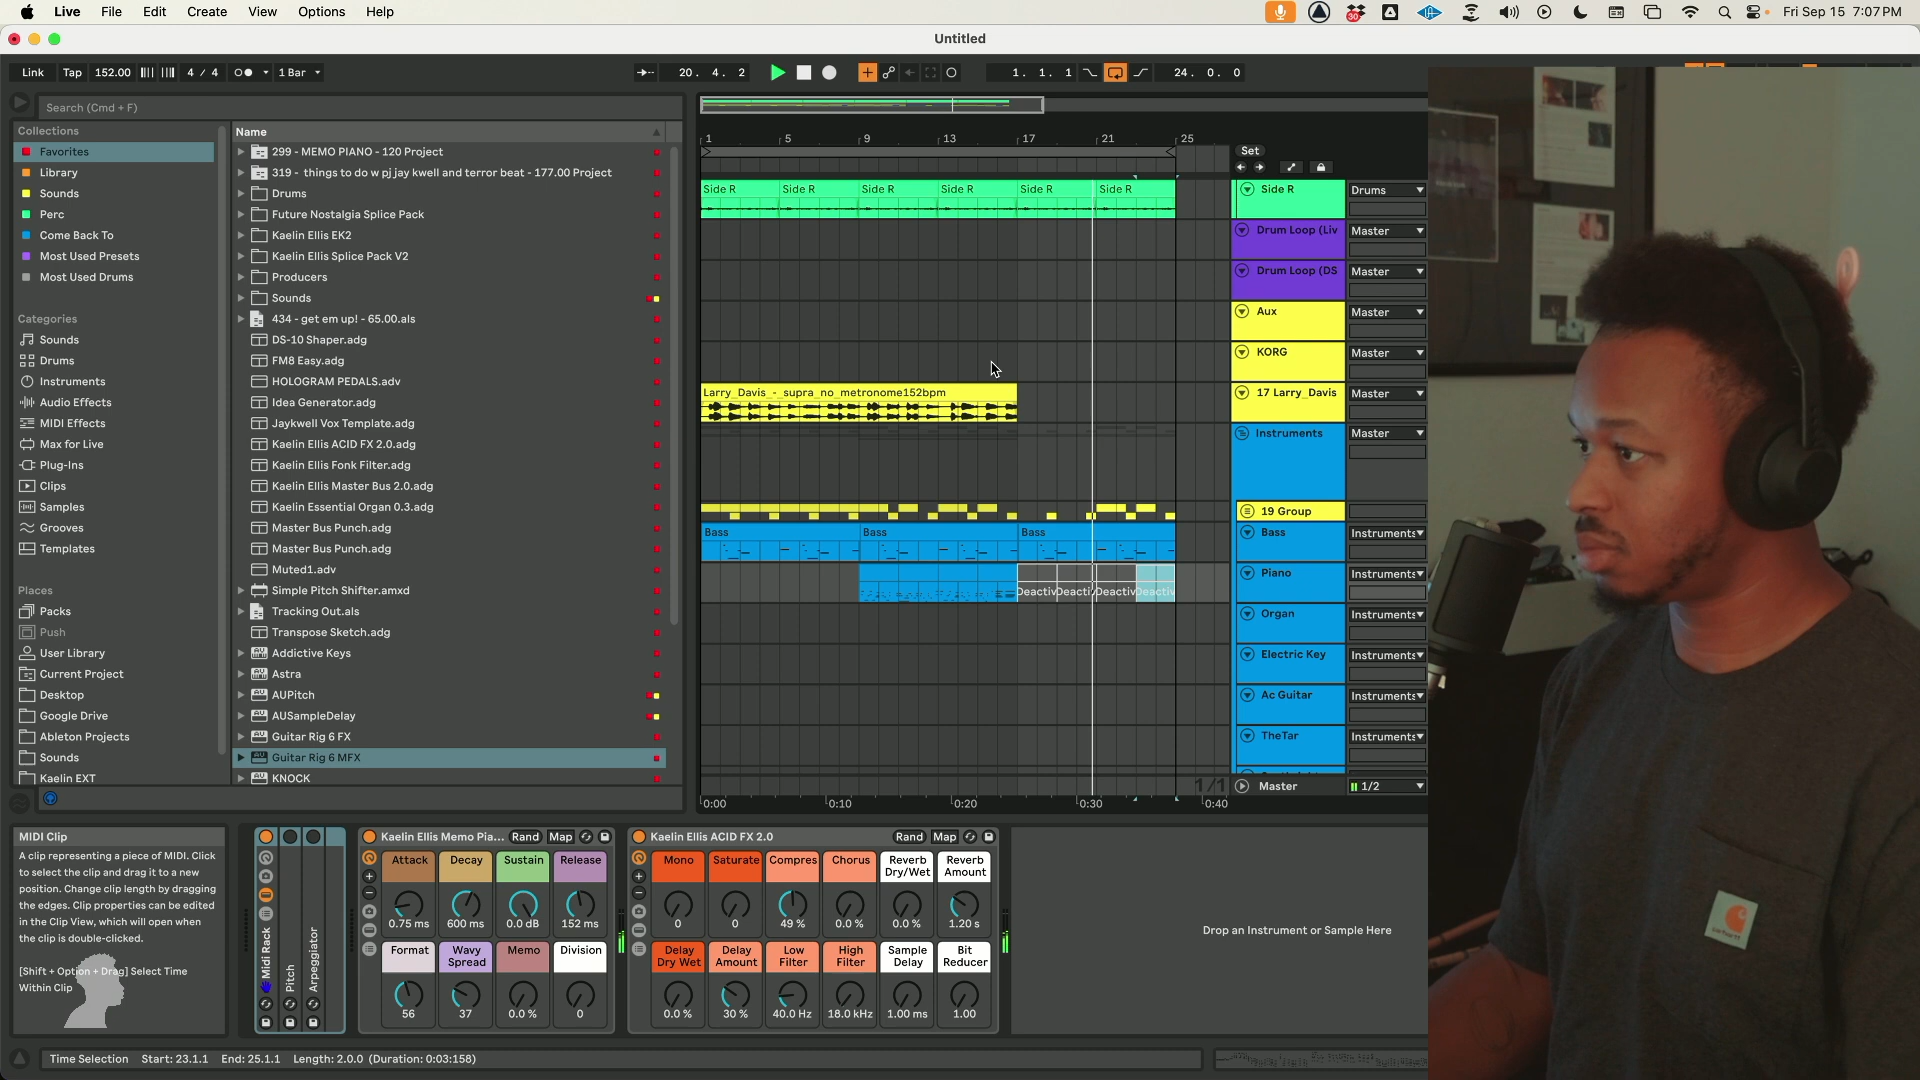 Live File Edit Create View Options Help
30
Fri Sep 15 7:07 PM
Untitled
Link Tap 152.00 4 / 4 1 Bar
20. 4. 2
1. 1. 1
24. 0. 0
Search (Cmd + F)
Collections
Favorites
Library
Sounds
Perc
Come Back To
Most Used Presets
Most Used Drums
Categories
Sounds
Drums
Instruments
Audio Effects
MIDI Effects
Max for Live
Plug-Ins
Clips
Samples
Grooves
Templates
Places
Packs
Push
User Library
Current Project
Desktop
Google Drive
Ableton Projects
Sounds
Kaelin EXT
Name
299 - MEMO PIANO - 120 Project
319 - things to do w pj jay kwell and terror beat - 177.00 Project
Drums
Future Nostalgia Splice Pack
Kaelin Ellis EK2
Kaelin Ellis Splice Pack V2
Producers
Sounds
434 - get em up! - 65.00.als
DS-10 Shaper.adg
FM8 Easy.adg
HOLOGRAM PEDALS.adv
Idea Generator.adg
Jaykwell Vox Template.adg
Kaelin Ellis ACID FX 2.0.adg
Kaelin Ellis Fonk Filter.adg
Kaelin Ellis Master Bus 2.0.adg
Kaelin Essential Organ 0.3.adg
Master Bus Punch.adg
Master Bus Punch.adg
Muted1.adv
Simple Pitch Shifter.amxd
Tracking Out.als
Transpose Sketch.adg
Addictive Keys
Astra
AUPitch
AUSampleDelay
Guitar Rig 6 FX
Guitar Rig 6 MFX
KNOCK
1 5 9 13 17 21 25
Set
Side R Side R Side R Side R Side R Side R
Side R Drums
Drum Loop (Liv Master
Drum Loop (DS Master
Aux Master
KORG Master
Larry_Davis_-_supra_no_metronome152bpm
17 Larry_Davis Master
Instruments Master
19 Group
Bass Bass Bass
Bass Instruments
Deactiv Deactiv Deactiv Deactiv
Piano Instruments
Organ Instruments
Electric Key Instruments
Ac Guitar Instruments
TheTar Instruments
1/1
Master 1/2
0:00 0:10 0:20 0:30 0:40
MIDI Clip
A clip representing a piece of MIDI. Click
to select the clip and drag it to a new
position. Change clip length by dragging
the edges. Clip properties can be edited
in the Clip View, which will open when
the clip is double-clicked.
[Shift + Option + Drag] Select Time
Within Clip
Midi Rack
Pitch
Arpeggiator
Kaelin Ellis Memo Pia... Rand Map
Attack Decay Sustain Release
0.75 ms 600 ms 0.0 dB 152 ms
Format Wavy Spread Memo Division
56 37 0.0 % 0
Kaelin Ellis ACID FX 2.0 Rand Map
Mono Saturate Compres Chorus Reverb Dry/Wet Reverb Amount
0 0 49 % 0.0 % 0.0 % 1.20 s
Delay Dry Wet Delay Amount Low Filter High Filter Sample Delay Bit Reducer
0.0 % 30 % 40.0 Hz 18.0 kHz 1.00 ms 1.00
Drop an Instrument or Sample Here
Time Selection Start: 23.1.1 End: 25.1.1 Length: 2.0.0 (Duration: 0:03:158)